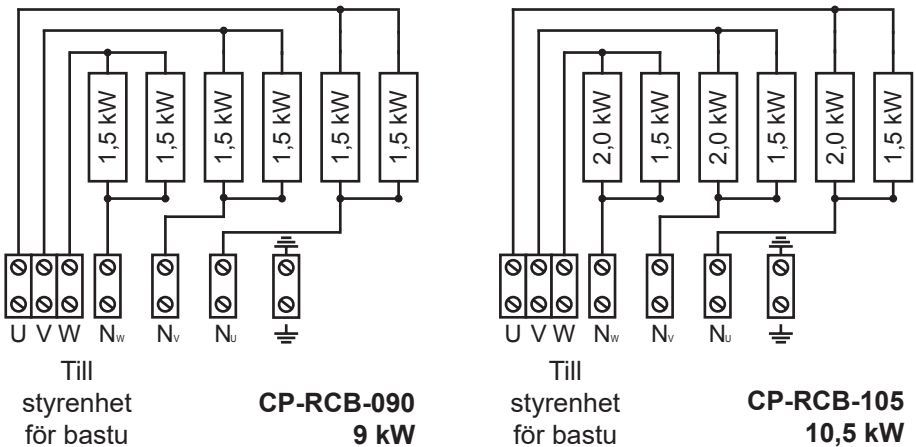 1,5 kW 1,5 kW 1,5 kW 1,5 kW 1,5 kW 1,5 kW
U V W NW NV NU
Till
styrenhet
för bastu
CP-RCB-090
9 kW
2,0 kW 1,5 kW 2,0 kW 1,5 kW 2,0 kW 1,5 kW
U V W NW NV NU
Till
styrenhet
för bastu
CP-RCB-105
10,5 kW